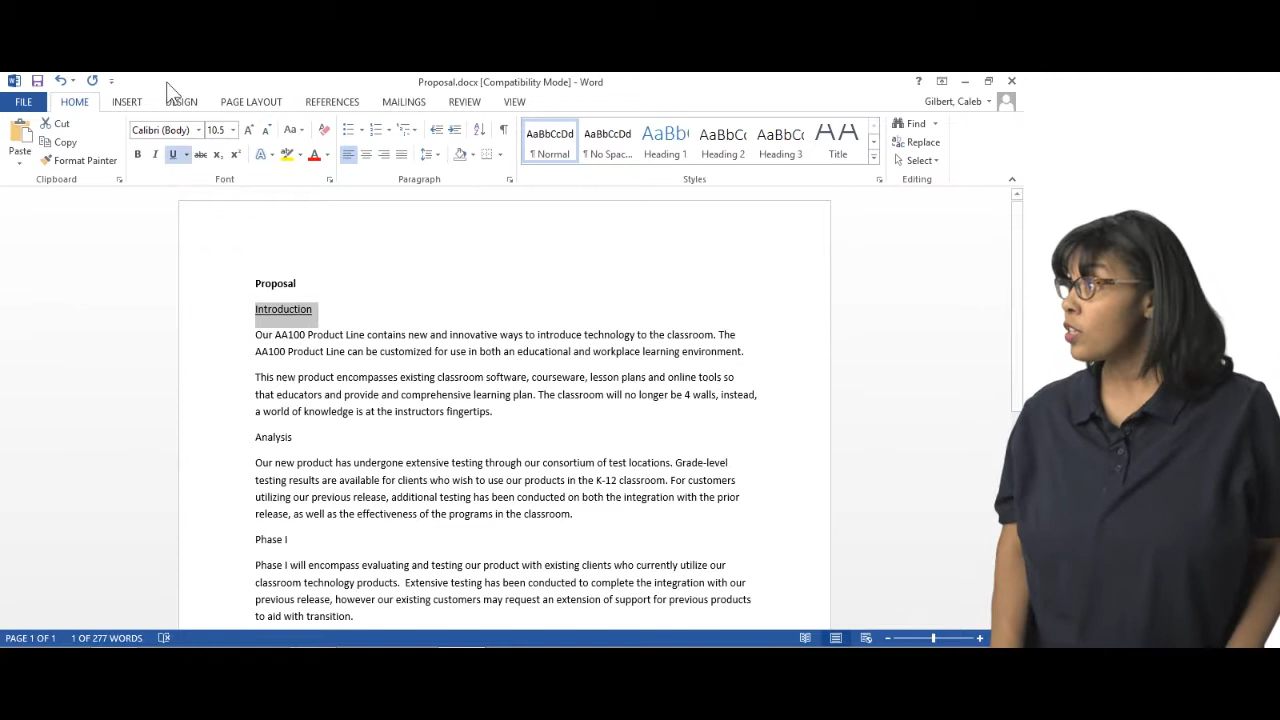 Proposal.docx [Compatibility Mode] - Word
FILE HOME INSERT DESIGN PAGE LAYOUT REFERENCES MAILINGS REVIEW VIEW Gilbert, Caleb
Paste
Cut
Copy
Format Painter
Clipboard
Calibri (Body) 10.5
Font
Paragraph
AaBbCcDd AaBbCcDd AaBb( AaBbCc AaBbCc AA
¶ Normal ¶ No Spac... Heading 1 Heading 2 Heading 3 Title
Styles
Find
Replace
Select
Editing
Proposal
Introduction
Our AA100 Product Line contains new and innovative ways to introduce technology to the classroom. The
AA100 Product Line can be customized for use in both an educational and workplace learning environment.
This new product encompasses existing classroom software, courseware, lesson plans and online tools so
that educators and provide and comprehensive learning plan. The classroom will no longer be 4 walls, instead,
a world of knowledge is at the instructors fingertips.
Analysis
Our new product has undergone extensive testing through our consortium of test locations. Grade-level
testing results are available for clients who wish to use our products in the K-12 classroom. For customers
utilizing our previous release, additional testing has been conducted on both the integration with the prior
release, as well as the effectiveness of the programs in the classroom.
Phase I
Phase I will encompass evaluating and testing our product with existing clients who currently utilize our
classroom technology products. Extensive testing has been conducted to complete the integration with our
previous release, however our existing customers may request an extension of support for previous products
to aid with transition.
PAGE 1 OF 1 1 OF 277 WORDS